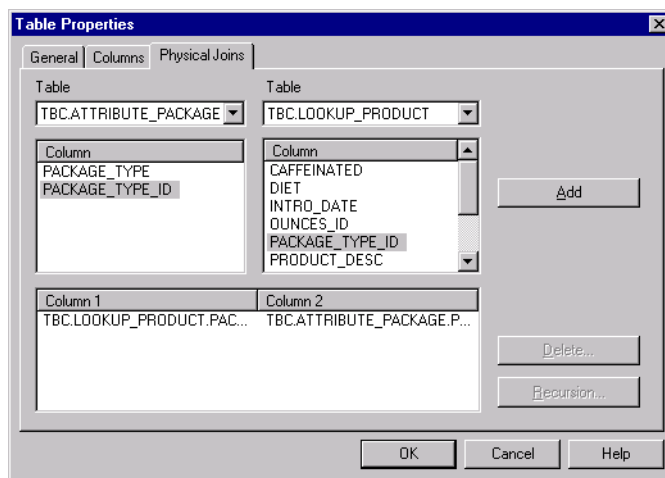 Table Properties
General Columns Physical Joins
Table Table
TBC.ATTRIBUTE_PACKAGE TBC.LOOKUP_PRODUCT
Column Column
PACKAGE_TYPE CAFFEINATED
PACKAGE_TYPE_ID DIET
INTRO_DATE
OUNCES_ID
PACKAGE_TYPE_ID
PRODUCT_DESC
Add
Column 1 Column 2
TBC.LOOKUP_PRODUCT.PAC... TBC.ATTRIBUTE_PACKAGE.P...
Delete...
Recursion...
OK Cancel Help